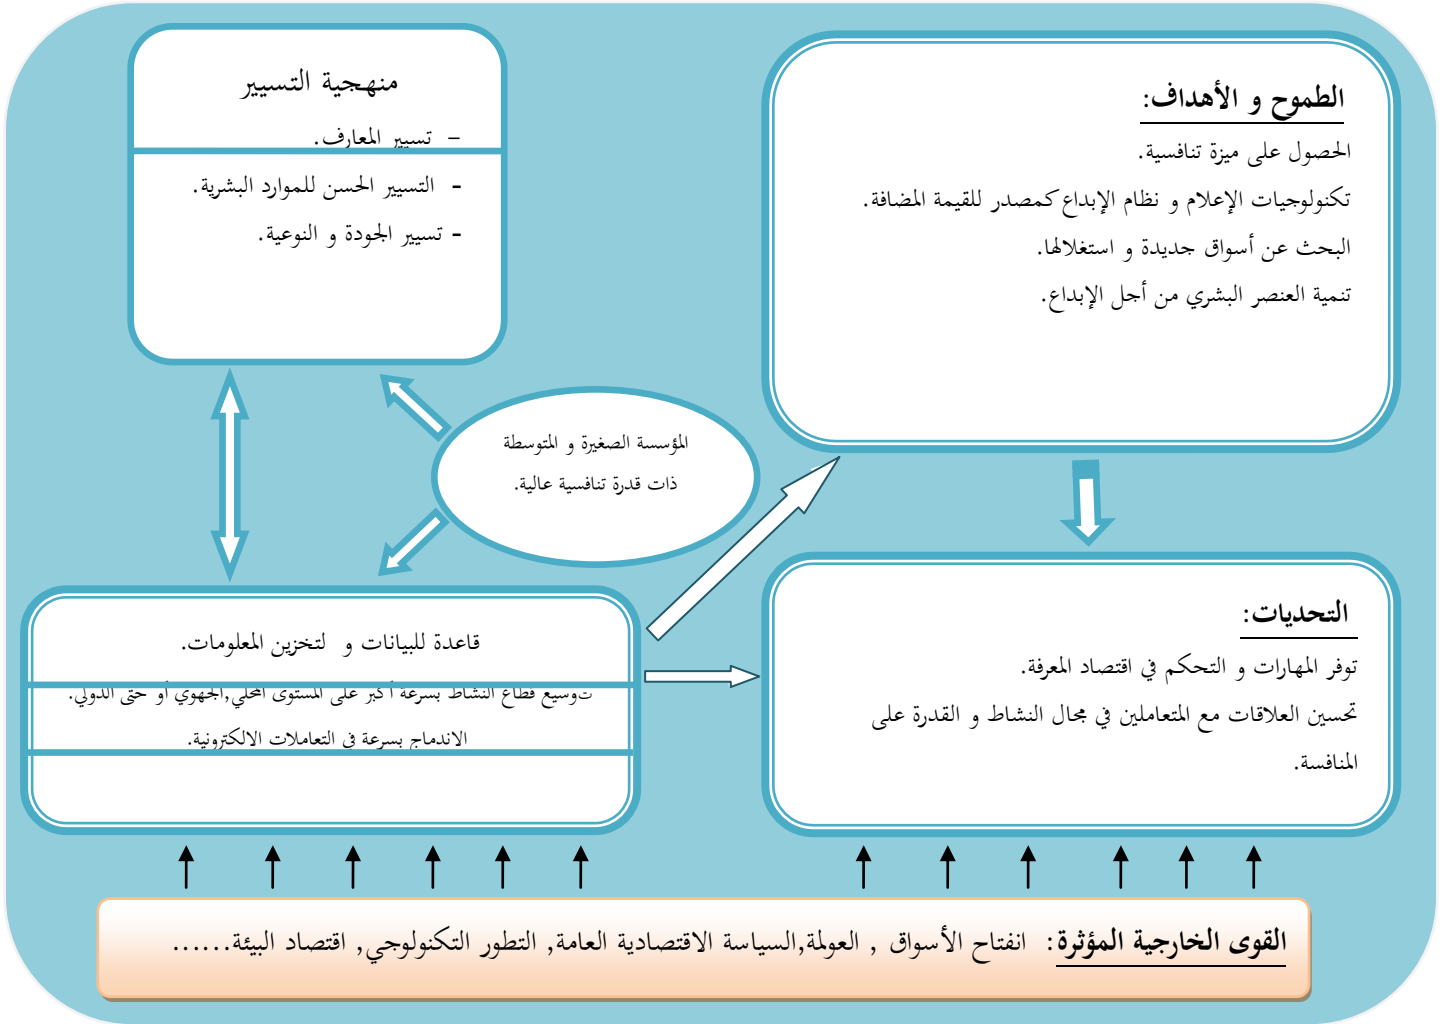 الطموح و الأهداف:
الحصول على ميزة تنافسية.
تكنولوجيات الإعلام و نظام الإبداع كمصدر للقيمة المضافة.
البحث عن أسواق جديدة و استغلالها.
تنمية العنصر البشري من أجل الإبداع.
منهجية التسيير
– تسيير المعارف.
- التسيير الحسن للموارد البشرية.
- تسيير الجودة و النوعية.
المؤسسة الصغيرة و المتوسطة
ذات قدرة تنافسية عالية.
التحديات:
توفر المهارات و التحكم في اقتصاد المعرفة.
تحسين العلاقات مع المتعاملين في مجال النشاط و القدرة على
المنافسة.
قاعدة للبيانات و لتخزين المعلومات.
توسيع قطاع النشاط بسرعة أكبر على المستوى المحلي,الجهوي أو حتى الدولي.
الاندماج بسرعة في التعاملات الالكترونية.
القوى الخارجية المؤثرة: انفتاح الأسواق , العولمة,السياسة الاقتصادية العامة, التطور التكنولوجي, اقتصاد البيئة......